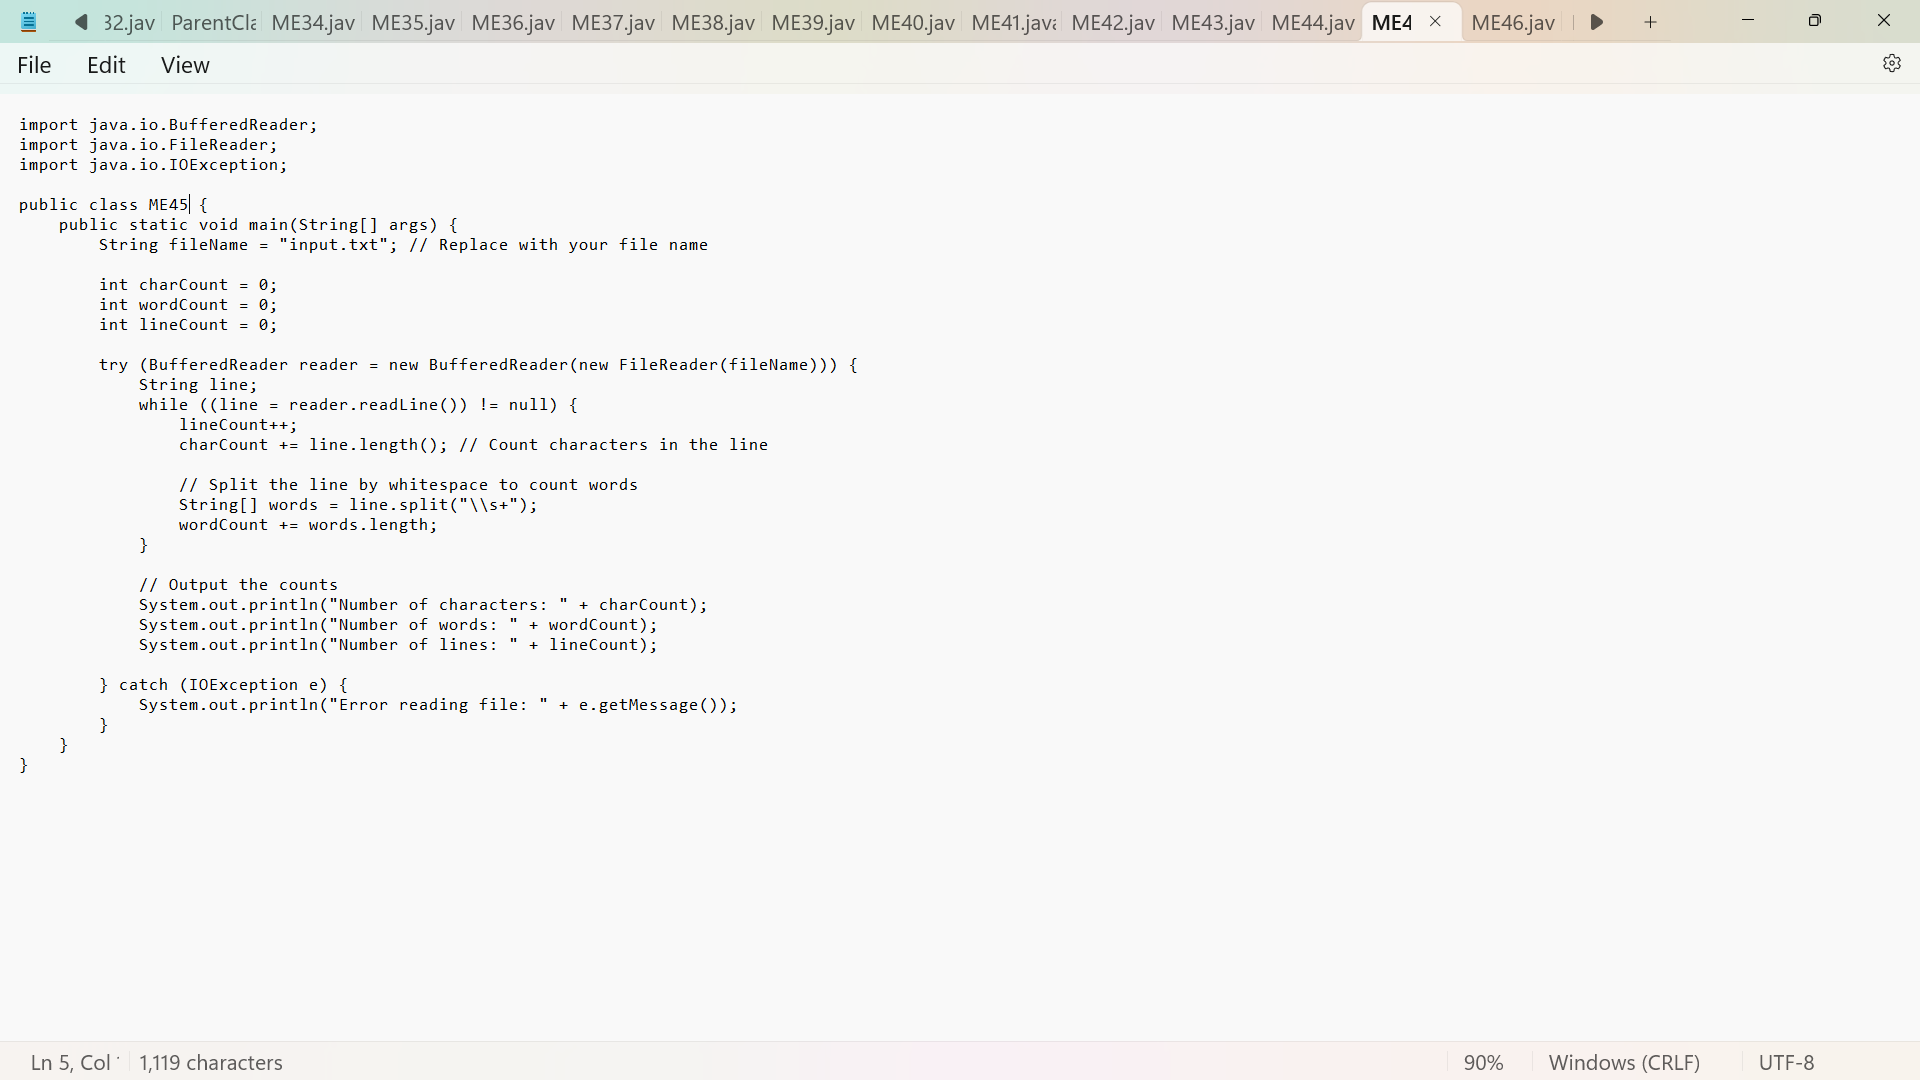 32.jav ParentCla ME34.jav ME35.jav ME36.jav ME37.jav ME38.jav ME39.jav ME40.jav ME41.java ME42.jav ME43.jav ME44.jav ME4 ME46.jav
File Edit View
import java.io.BufferedReader;
import java.io.FileReader;
import java.io.IOException;

public class ME45 {
    public static void main(String[] args) {
        String fileName = "input.txt"; // Replace with your file name

        int charCount = 0;
        int wordCount = 0;
        int lineCount = 0;

        try (BufferedReader reader = new BufferedReader(new FileReader(fileName))) {
            String line;
            while ((line = reader.readLine()) != null) {
                lineCount++;
                charCount += line.length(); // Count characters in the line

                // Split the line by whitespace to count words
                String[] words = line.split("\\s+");
                wordCount += words.length;
            }

            // Output the counts
            System.out.println("Number of characters: " + charCount);
            System.out.println("Number of words: " + wordCount);
            System.out.println("Number of lines: " + lineCount);

        } catch (IOException e) {
            System.out.println("Error reading file: " + e.getMessage());
        }
    }
}
Ln 5, Col 1,119 characters 90% Windows (CRLF) UTF-8